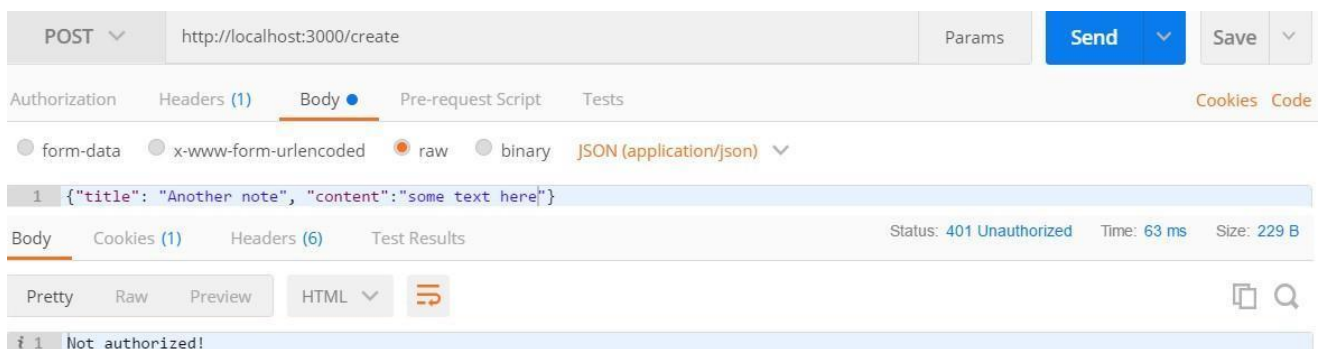 POST http://localhost:3000/create Params Send Save
Authorization Headers (1) Body Pre-request Script Tests Cookies Code
form-data x-www-form-urlencoded raw binary JSON (application/json)
1 {"title": "Another note", "content":"some text here"}
Body Cookies (1) Headers (6) Test Results Status: 401 Unauthorized Time: 63 ms Size: 229 B
Pretty Raw Preview HTML
i 1 Not authorized!